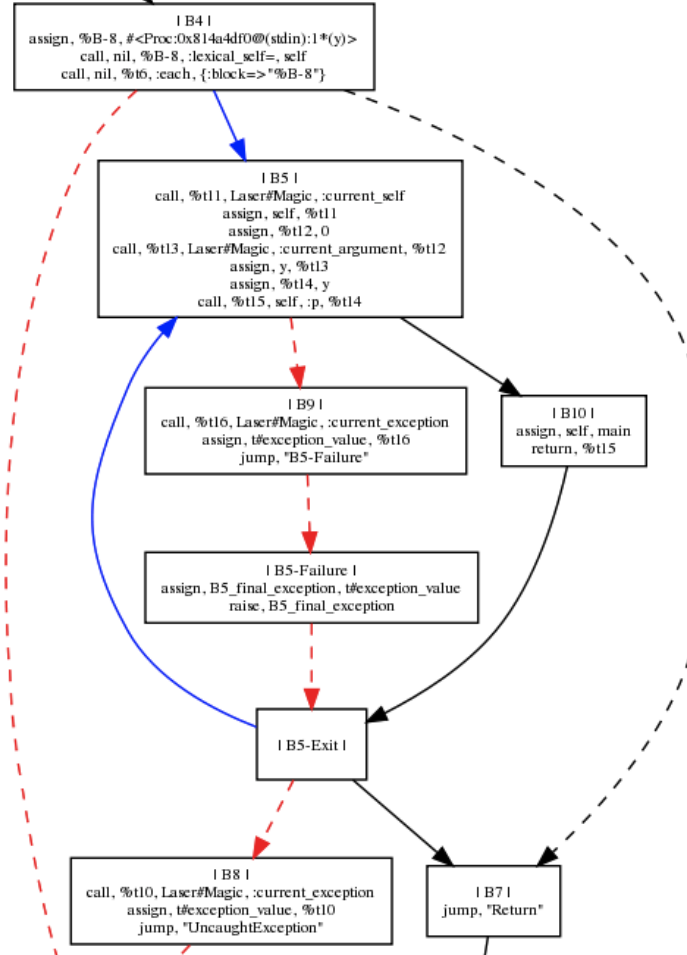 | B4 |
assign, %B-8, #<Proc:0x814a4df0@(stdin):1*(y)>
call, nil, %B-8, :lexical_self=, self
call, nil, %t6, :each, {:block=>"%B-8"}
| B5 |
call, %t11, Laser#Magic, :current_self
assign, self, %t11
assign, %t12, 0
call, %t13, Laser#Magic, :current_argument, %t12
assign, y, %t13
assign, %t14, y
call, %t15, self, :p, %t14
| B9 |
call, %t16, Laser#Magic, :current_exception
assign, t#exception_value, %t16
jump, "B5-Failure"
| B10 |
assign, self, main
return, %t15
| B5-Failure |
assign, B5_final_exception, t#exception_value
raise, B5_final_exception
| B5-Exit |
| B8 |
call, %t10, Laser#Magic, :current_exception
assign, t#exception_value, %t10
jump, "UncaughtException"
| B7 |
jump, "Return"